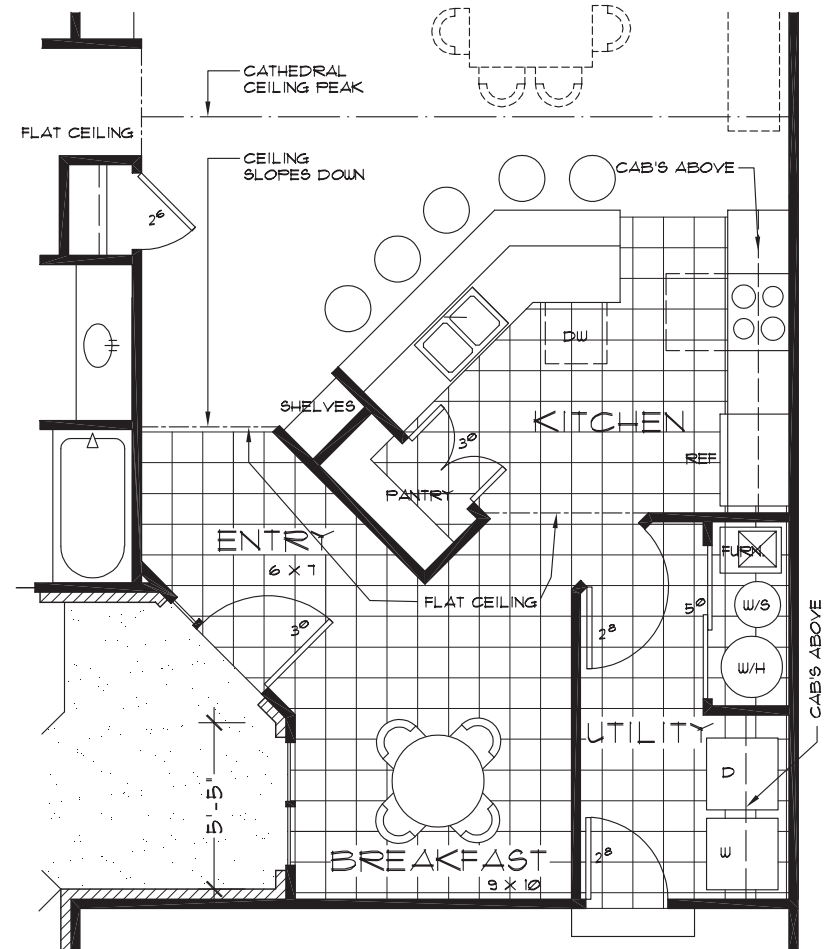 CATHEDRAL
CEILING PEAK
FLAT CEILING
CEILING
SLOPES DOWN
CAB'S ABOVE
2⁶
DW
SHELVES
KITCHEN
3⁰
REF
PANTRY
ENTRY
6 X 7
FURN.
FLAT CEILING
5⁰
W/S
3⁰
2⁸
W/H
CAB'S ABOVE
UTILITY
D
5'-5"
2⁸
W
BREAKFAST
9 X 10